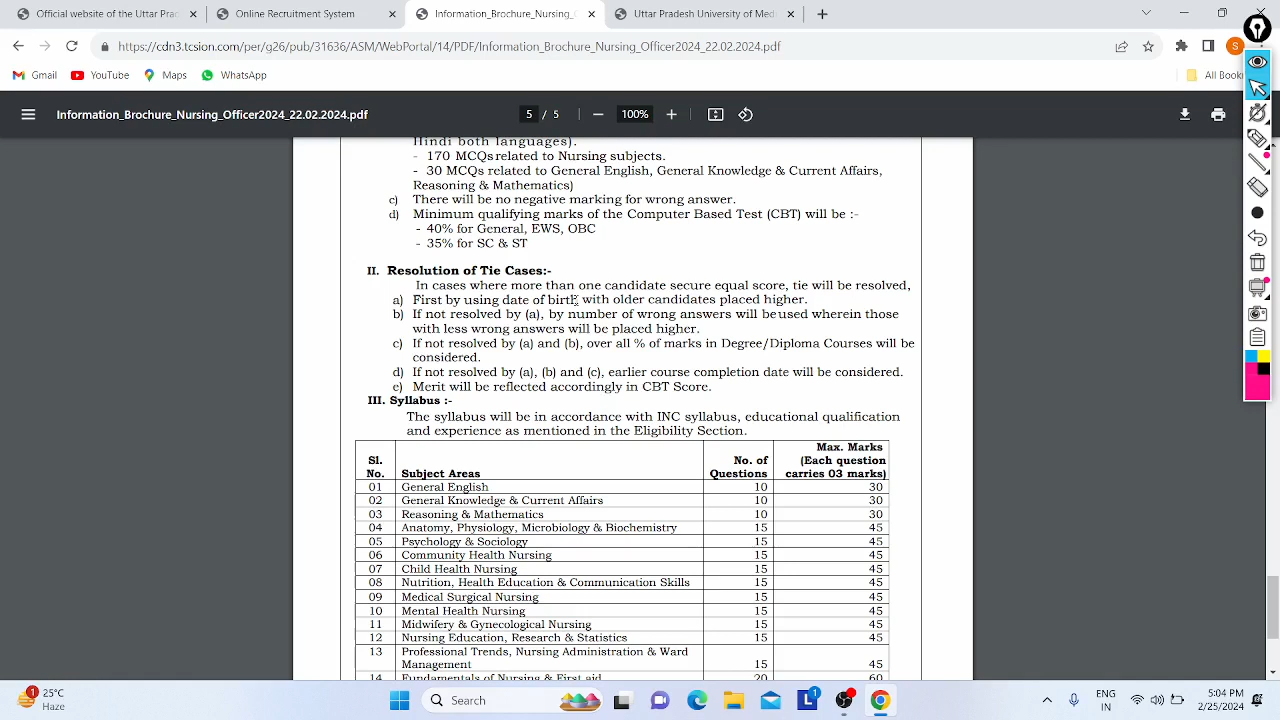 Official website of the Uttar Prac
Online Recruitment System
Information_Brochure_Nursing_O
Uttar Pradesh University of Med
https://cdn3.tcsion.com/per/g26/pub/31636/ASM/WebPortal/14/PDF/Information_Brochure_Nursing_Officer2024_22.02.2024.pdf
S
Gmail YouTube Maps WhatsApp All Book
Information_Brochure_Nursing_Officer2024_22.02.2024.pdf 5 / 5 100%
Hindi both languages).
- 170 MCQs related to Nursing subjects.
- 30 MCQs related to General English, General Knowledge & Current Affairs,
Reasoning & Mathematics)
c) There will be no negative marking for wrong answer.
d) Minimum qualifying marks of the Computer Based Test (CBT) will be :-
- 40% for General, EWS, OBC
- 35% for SC & ST
II. Resolution of Tie Cases:-
In cases where more than one candidate secure equal score, tie will be resolved,
a) First by using date of birth with older candidates placed higher.
b) If not resolved by (a), by number of wrong answers will be used wherein those
with less wrong answers will be placed higher.
c) If not resolved by (a) and (b), over all % of marks in Degree/Diploma Courses will be
considered.
d) If not resolved by (a), (b) and (c), earlier course completion date will be considered.
e) Merit will be reflected accordingly in CBT Score.
III. Syllabus :-
The syllabus will be in accordance with INC syllabus, educational qualification
and experience as mentioned in the Eligibility Section.
Sl. No. Subject Areas No. of Questions Max. Marks (Each question carries 03 marks)
01 General English 10 30
02 General Knowledge & Current Affairs 10 30
03 Reasoning & Mathematics 10 30
04 Anatomy, Physiology, Microbiology & Biochemistry 15 45
05 Psychology & Sociology 15 45
06 Community Health Nursing 15 45
07 Child Health Nursing 15 45
08 Nutrition, Health Education & Communication Skills 15 45
09 Medical Surgical Nursing 15 45
10 Mental Health Nursing 15 45
11 Midwifery & Gynecological Nursing 15 45
12 Nursing Education, Research & Statistics 15 45
13 Professional Trends, Nursing Administration & Ward
Management 15 45
14 Fundamentals of Nursing & First aid 20 60
1 25°C
Haze
Search
L 1
ENG
IN
5:04 PM
2/25/2024